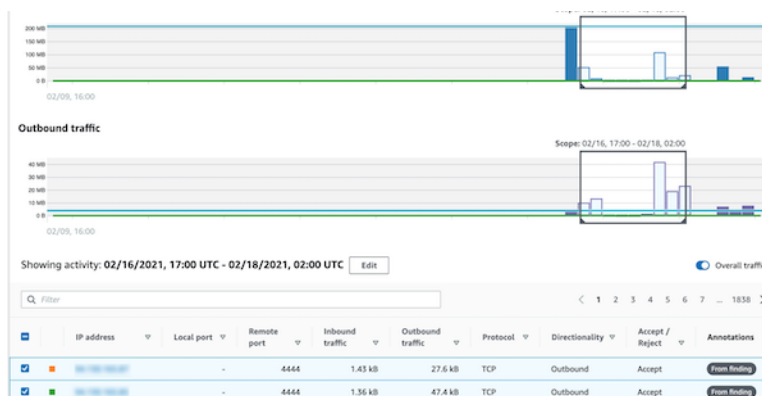 200 MB
150 MB
100 MB
50 MB
0 B
02/09, 16:00
Outbound traffic
Scope: 02/16, 17:00 - 02/18, 02:00
40 MB
30 MB
20 MB
10 MB
0 B
02/09, 16:00
Showing activity: 02/16/2021, 17:00 UTC - 02/18/2021, 02:00 UTC Edit
Overall traffi
Filter
1 2 3 4 5 6 7 ... 1838
IP address Local port Remote port Inbound traffic Outbound traffic Protocol Directionality Accept / Reject Annotations
- 4444 1.43 kB 27.6 kB TCP Outbound Accept From finding
- 4444 1.36 kB 47.4 kB TCP Outbound Accept From finding